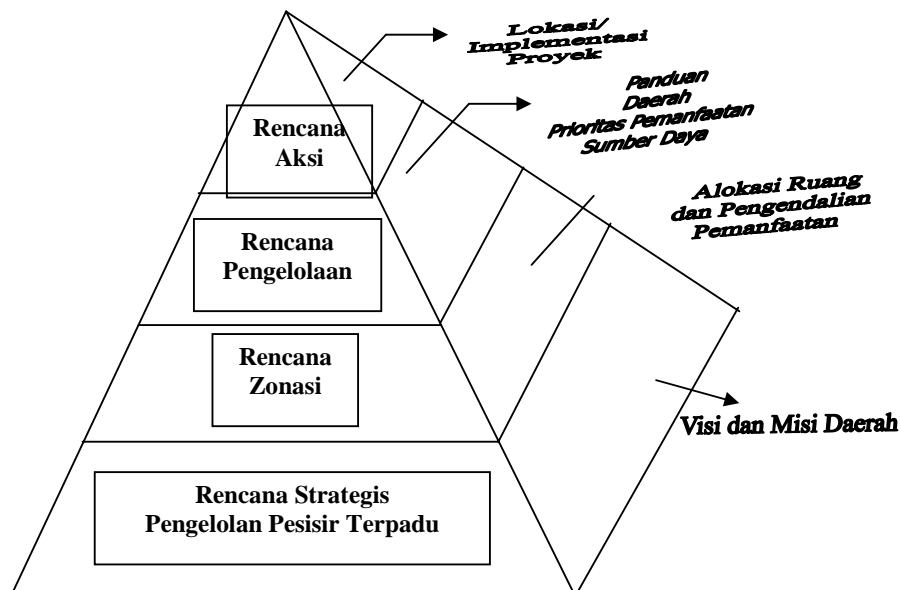 Lokasi/
Implementasi
Proyek
Panduan
Daerah
Prioritas Pemanfaatan
Sumber Daya
Rencana
Aksi
Alokasi Ruang
dan Pengendalian
Pemanfaatan
Rencana
Pengelolaan
Rencana
Zonasi
Visi dan Misi Daerah
Rencana Strategis
Pengelolan Pesisir Terpadu